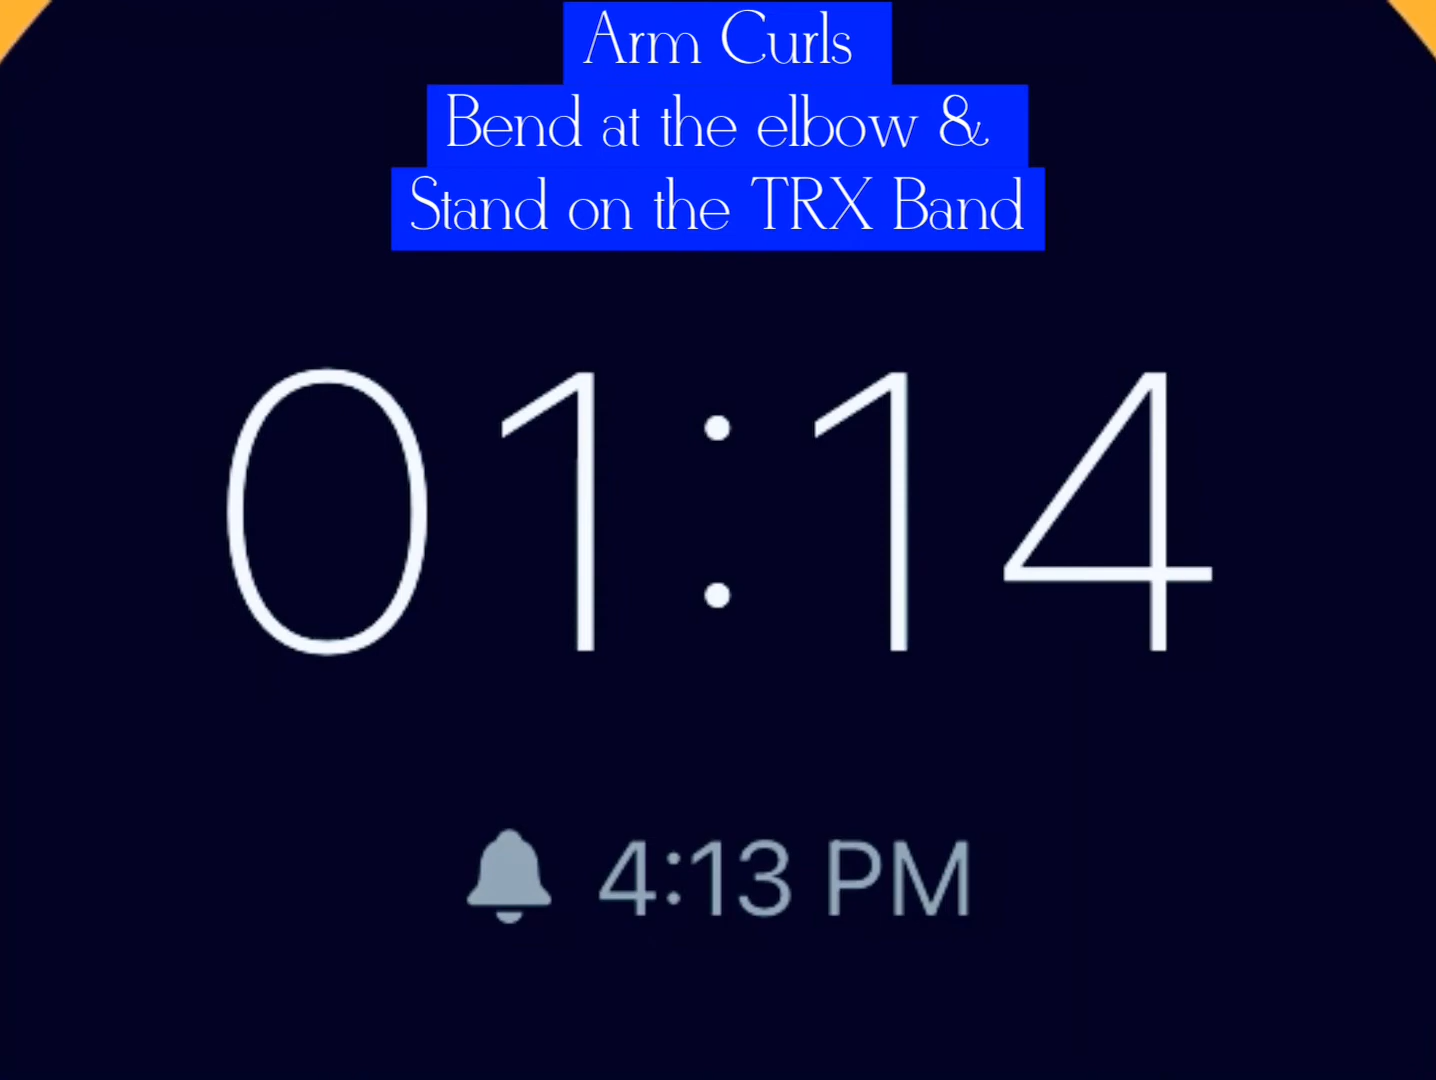 Arm Curls
Bend at the elbow &
Stand on the TRX Band
01:14
4:13 PM